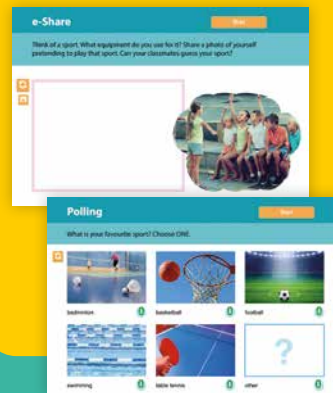 e-Share
Think of a sport. What equipment do you use for it? Share a photo of yourself
pretending to play that sport. Can your classmates guess your sport?
Polling
What is your favourite sport? Choose ONE.
badminton 0 basketball 0 football 0
?
swimming 0 table tennis 0 other 0